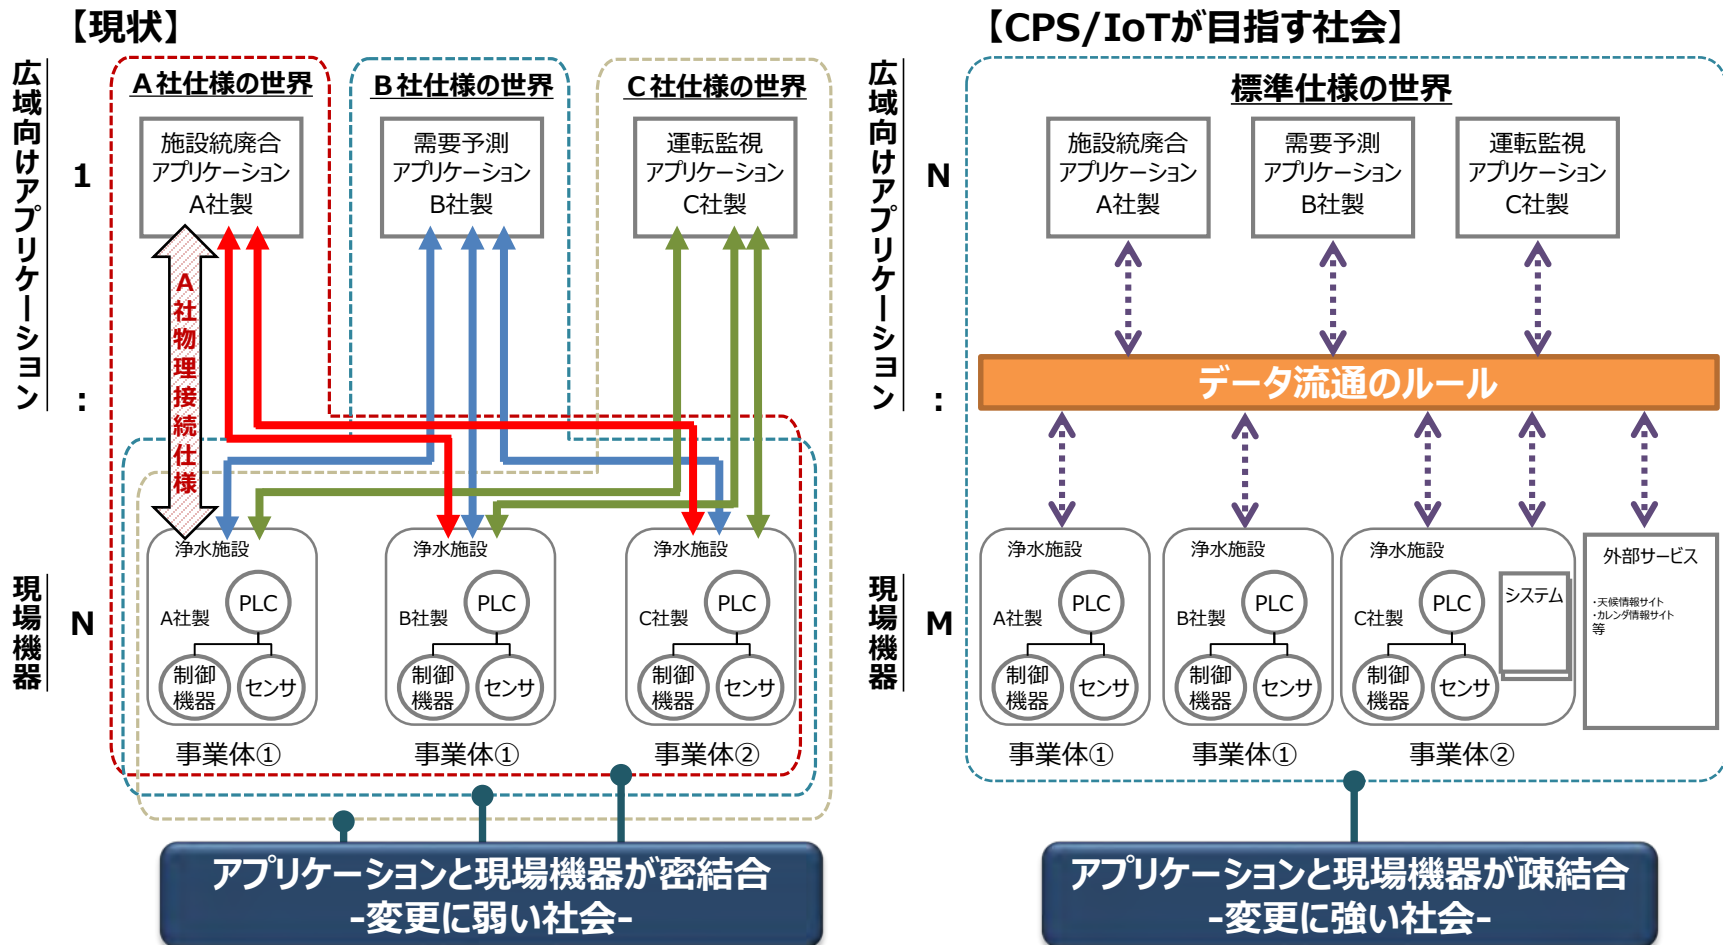 【現状】
広域向けアプリケーション
1
:
N
現場機器
A社仕様の世界
B社仕様の世界
C社仕様の世界
施設統廃合
アプリケーション
A社製
需要予測
アプリケーション
B社製
運転監視
アプリケーション
C社製
A社物理接続仕様
浄水施設
A社製
PLC
制御
機器
センサ
事業体①
浄水施設
B社製
PLC
制御
機器
センサ
事業体①
浄水施設
C社製
PLC
制御
機器
センサ
事業体②
アプリケーションと現場機器が密結合
-変更に弱い社会-
【CPS/IoTが目指す社会】
広域向けアプリケーション
N
:
M
現場機器
標準仕様の世界
施設統廃合
アプリケーション
A社製
需要予測
アプリケーション
B社製
運転監視
アプリケーション
C社製
データ流通のルール
浄水施設
A社製
PLC
制御
機器
センサ
事業体①
浄水施設
B社製
PLC
制御
機器
センサ
事業体①
浄水施設
C社製
PLC
制御
機器
センサ
システム
事業体②
外部サービス
・天候情報サイト
・カレンダ情報サイト
等
アプリケーションと現場機器が疎結合
-変更に強い社会-